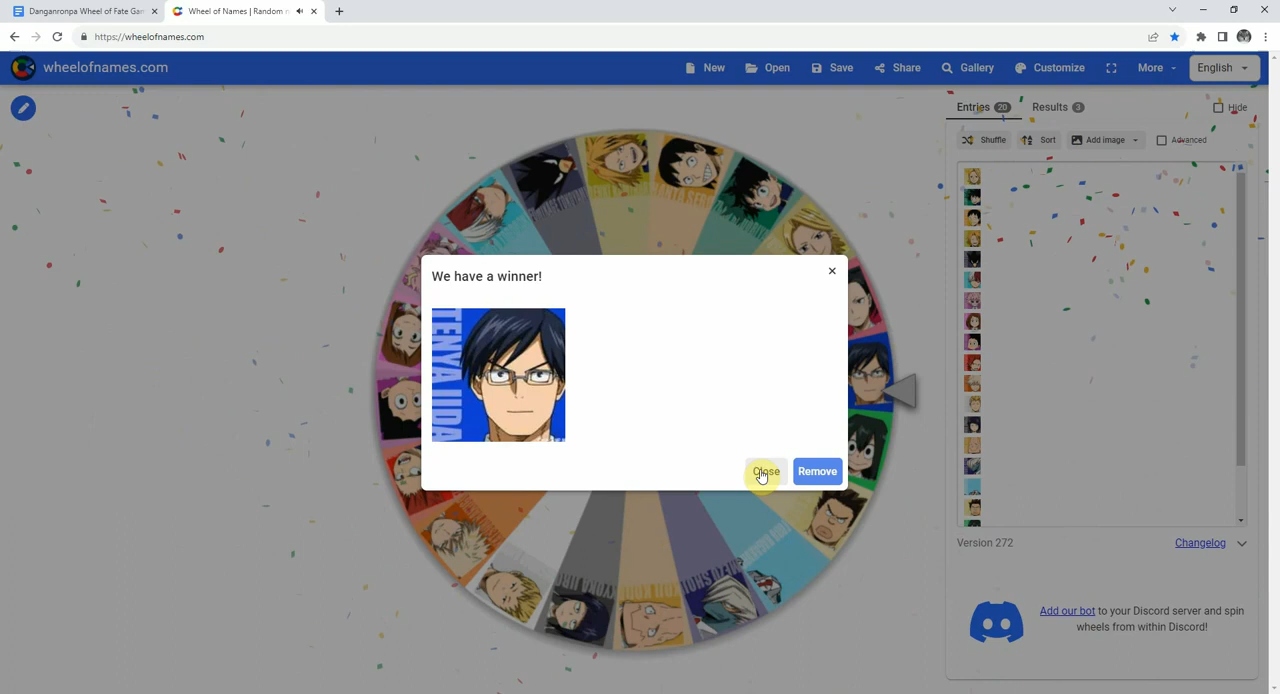 Danganronpa Wheel of Fate Gam
Wheel of Names | Random n
https://wheelofnames.com
wheelofnames.com
New
Open
Save
Share
Gallery
Customize
More
English
Entries 20
Results 3
Hide
Shuffle
Sort
Add image
Advanced
We have a winner!
TENYA IIDA
Close
Remove
Version 272
Changelog
Add our bot to your Discord server and spin
wheels from within Discord!